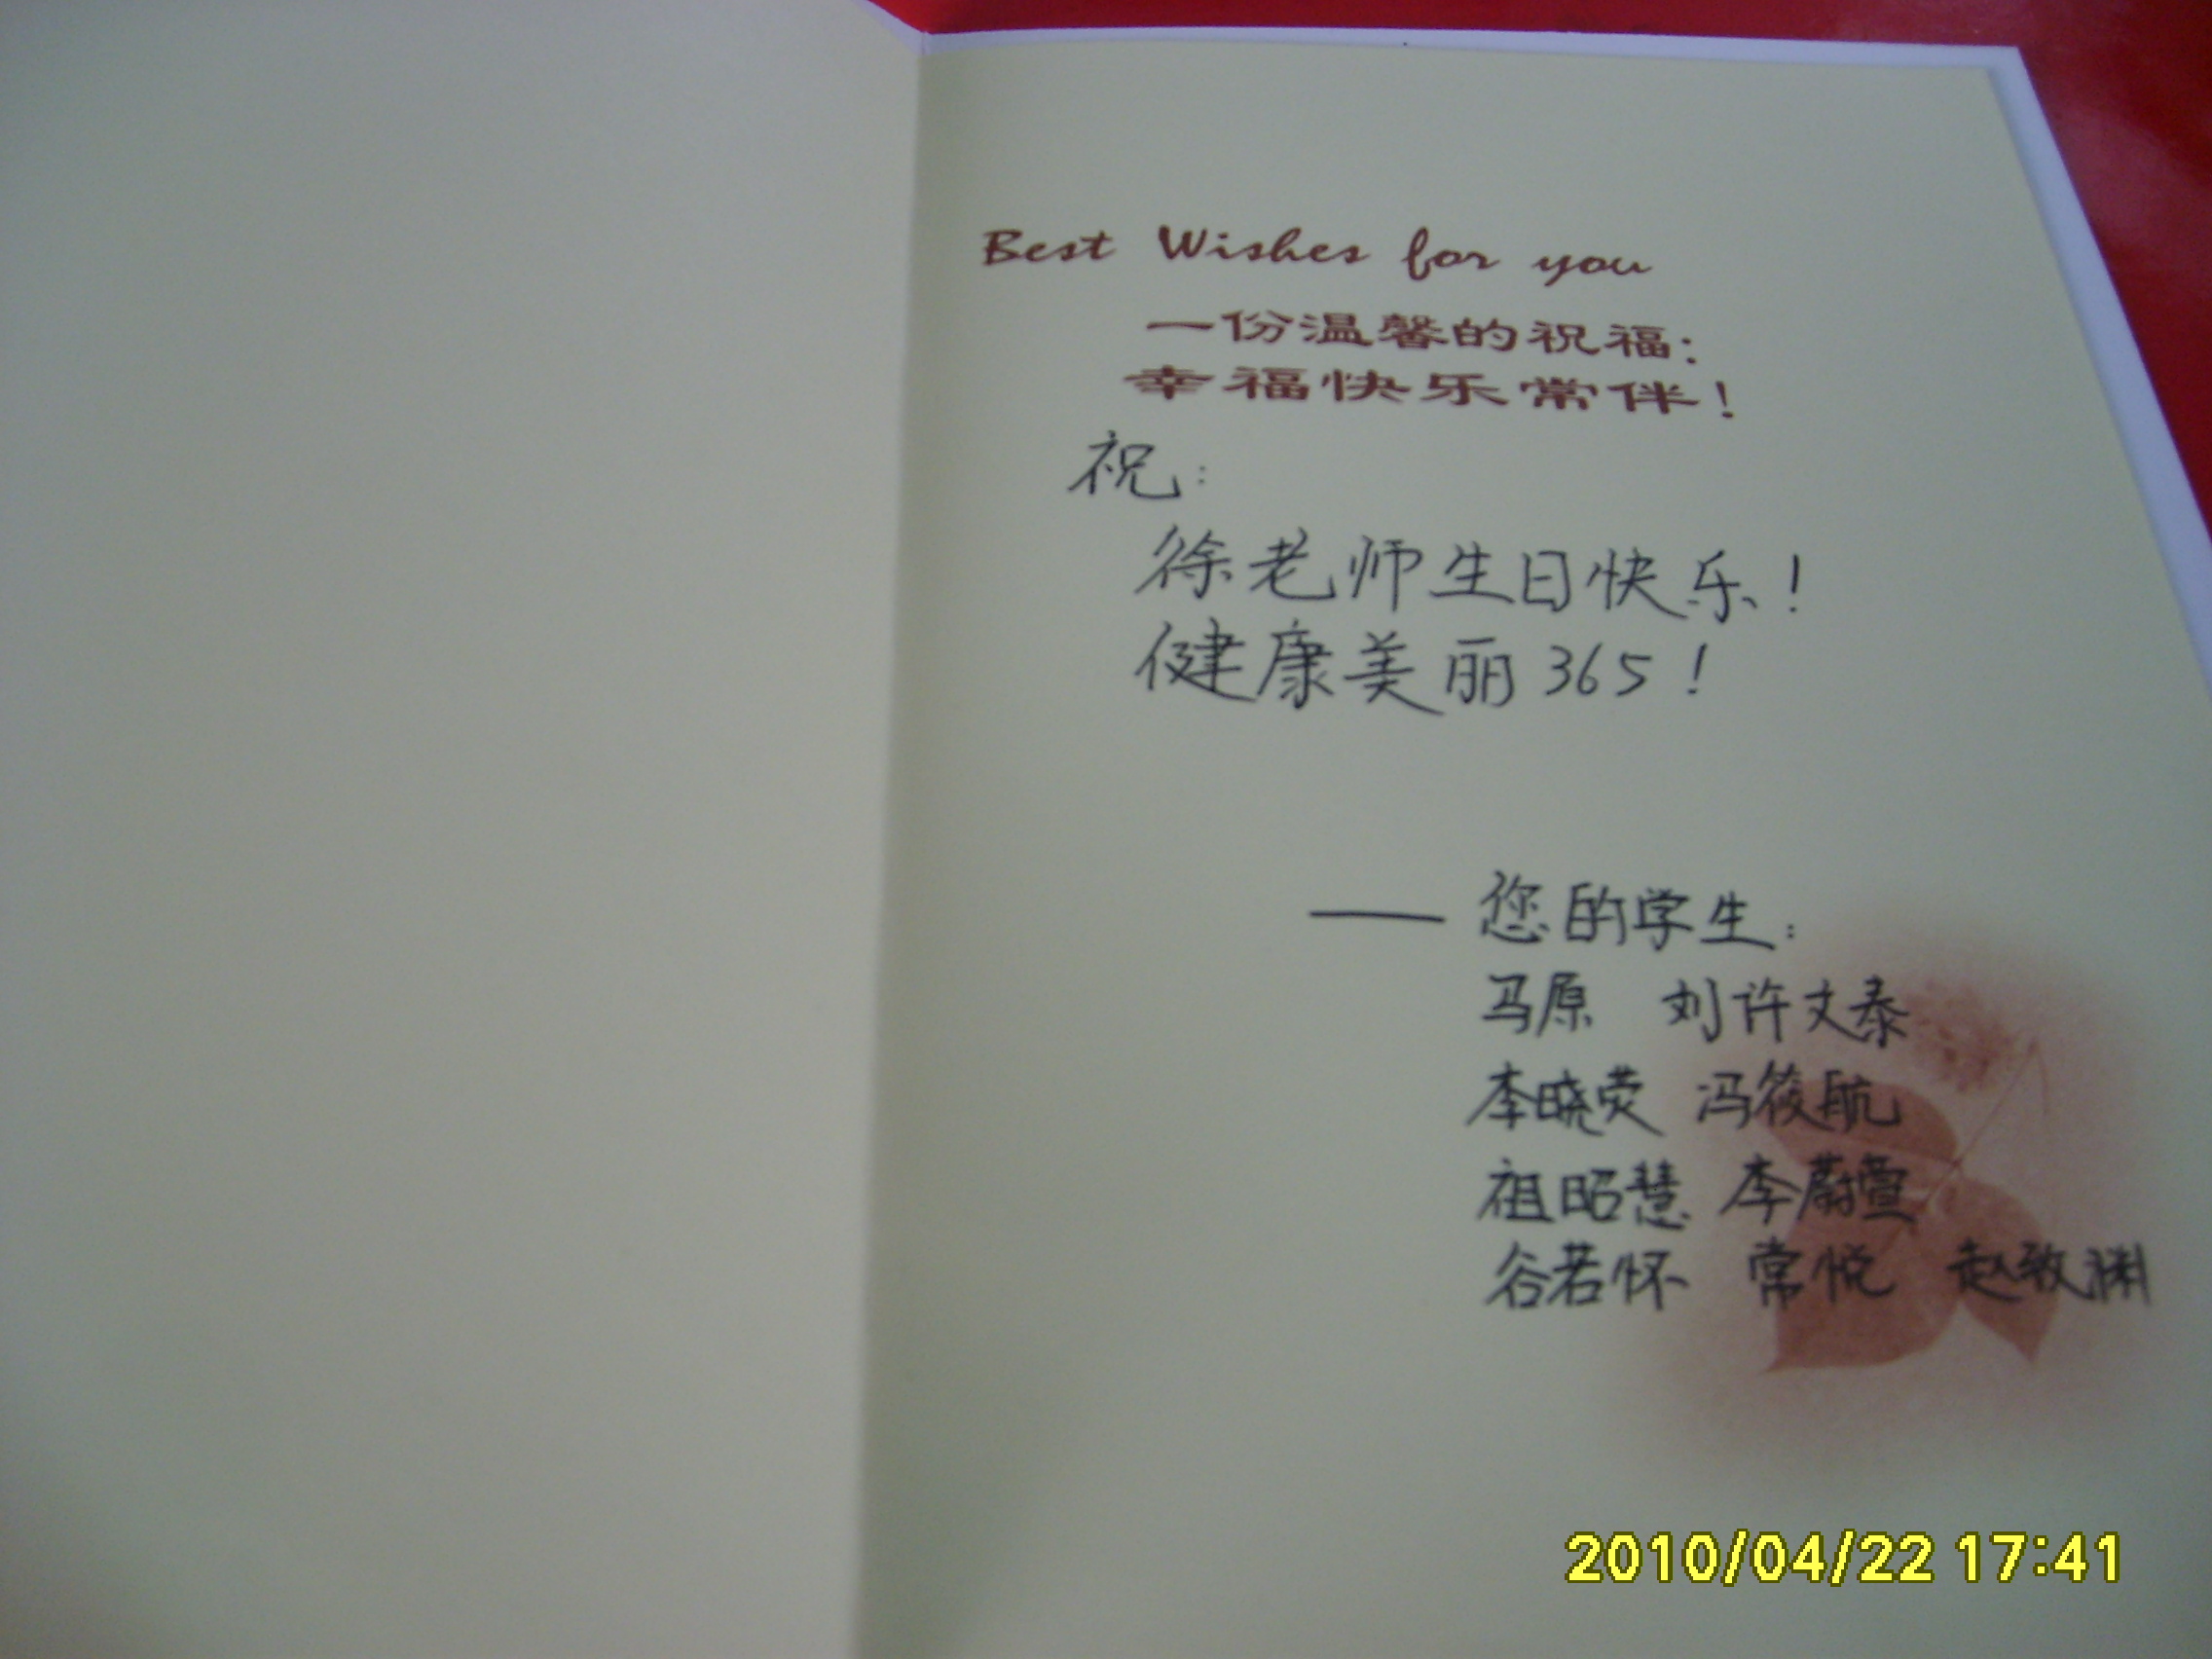 Best Wishes for you
一份温馨的祝福:
幸福快乐常伴!
祝:
徐老师生日快乐!
健康美丽365!
——您的学生:
马原 刘许文泰
李晓荧 冯筱航
祖昭慧 李蔚萱
谷若怀 常悦 赵致渊
2010/04/22 17:41